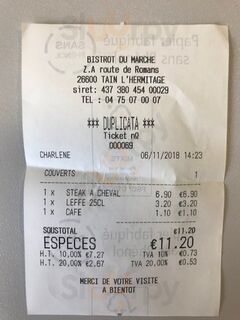 BISTROT DU MARCHE
Z.A route de Romans
26600 TAIN L'HERMITAGE
siret: 437 380 454 00029
TEL : 04 75 07 00 07
*** DUPLICATA ***
Ticket nº
000069
CHARLENE 06/11/2018 14:23
COUVERTS 1
1 x STEAK A CHEVAL 6.90 €6.90
1 x LEFFE 25CL 3.20 €3.20
1 x CAFE 1.10 €1.10
SOUSTOTAL €11.20
ESPECES €11.20
H.T. 10,00% €7.27 TVA 10% €0.73
H.T. 20,00% €2.67 TVA 20,00% €0.53
MERCI DE VOTRE VISITE
A BIENTOT